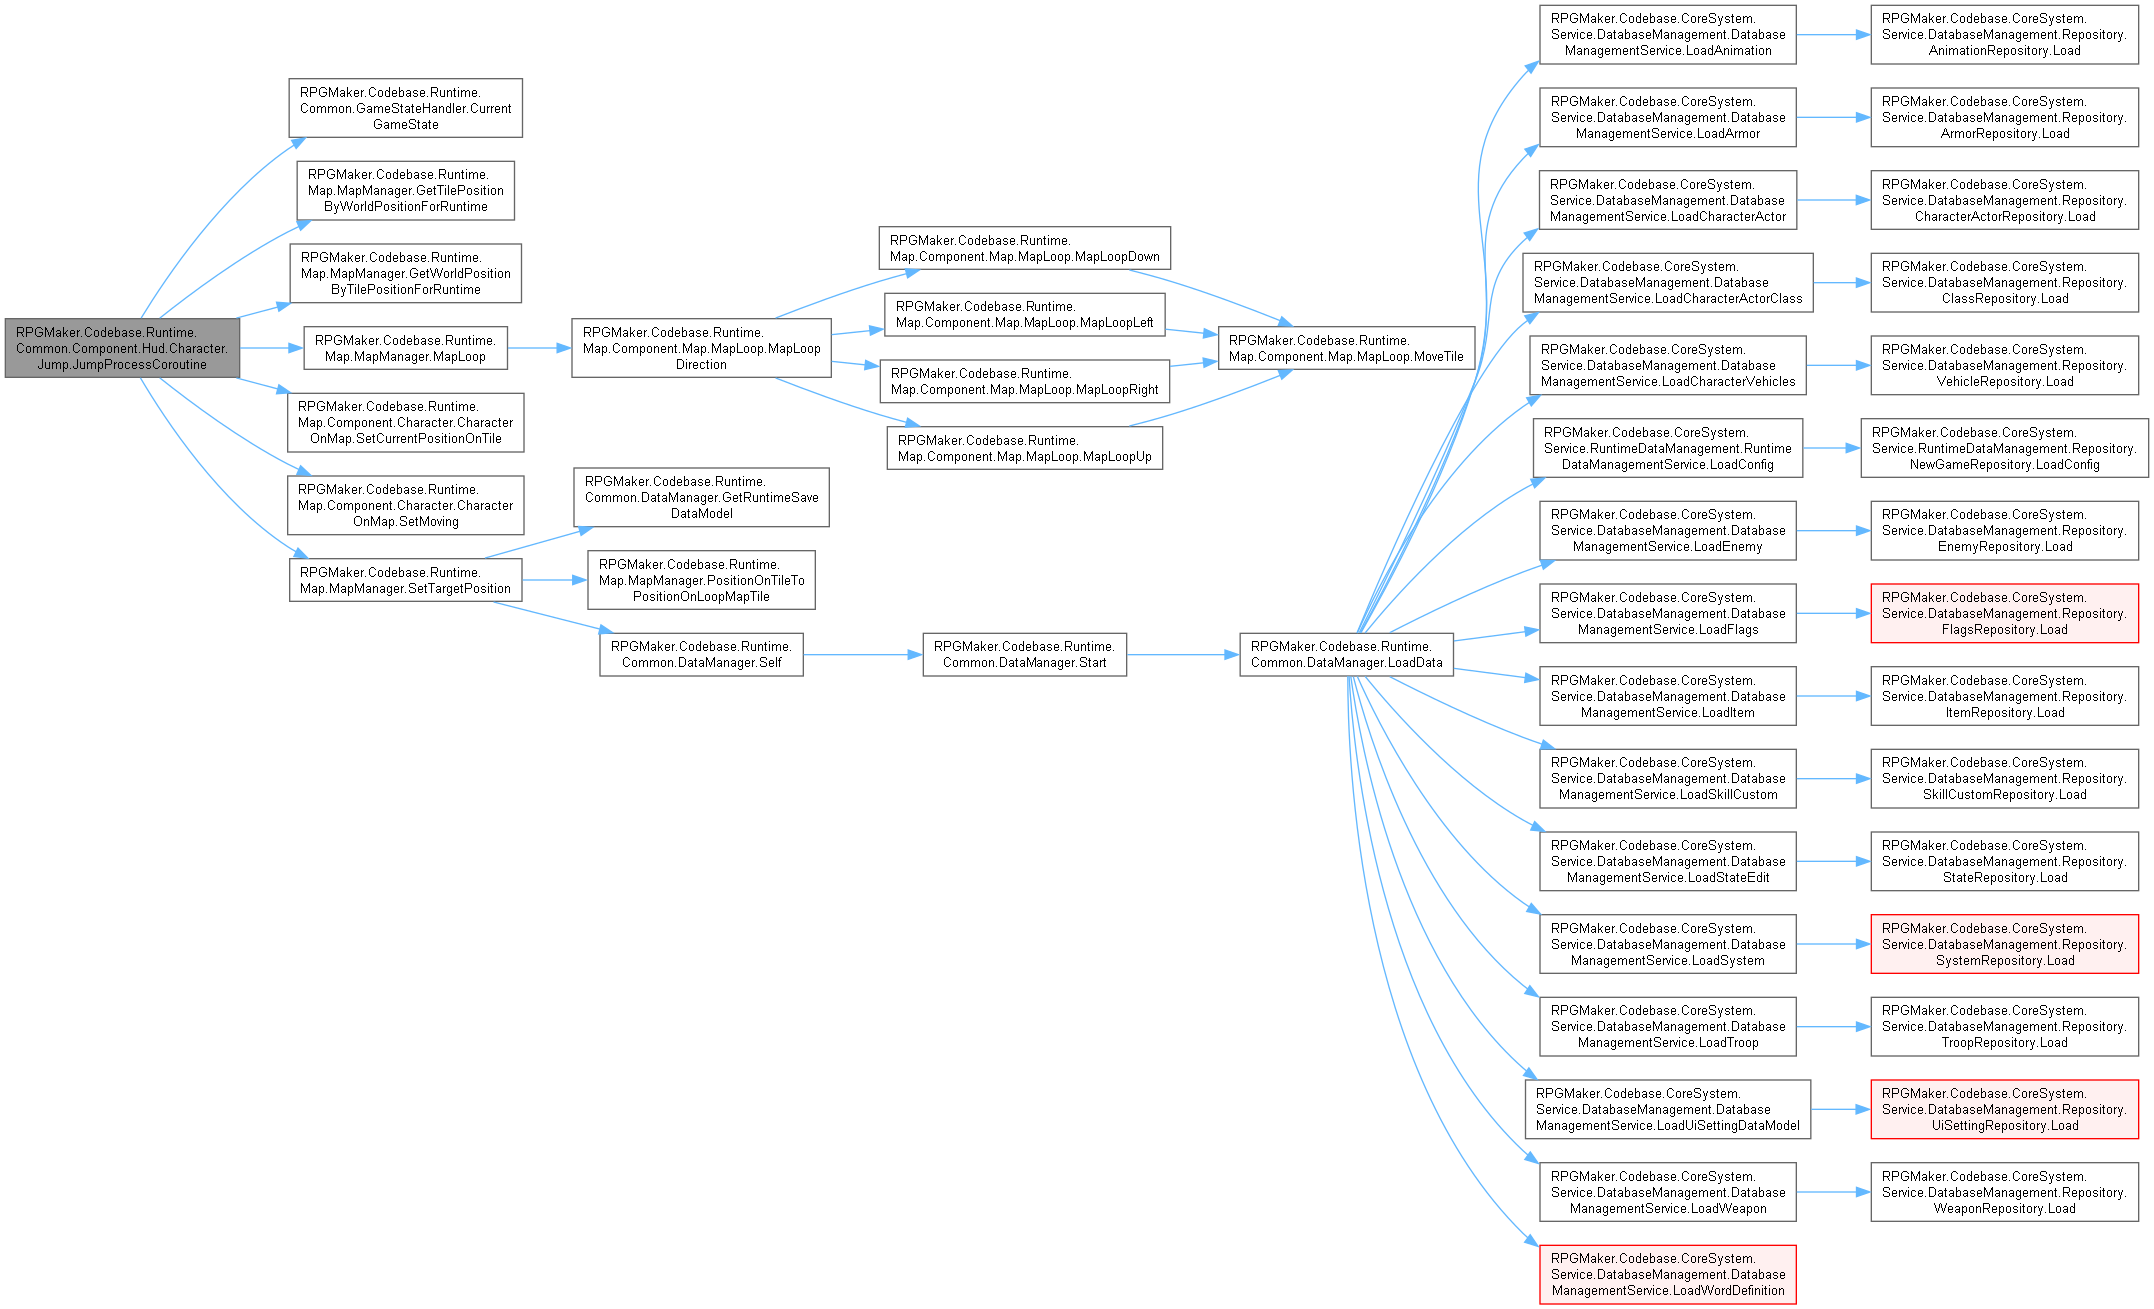 RPGMaker.Codebase.Runtime.
Common.Component.Hud.Character.
Jump.JumpProcessCoroutine
RPGMaker.Codebase.Runtime.
Common.GameStateHandler.Current
GameState
RPGMaker.Codebase.Runtime.
Map.MapManager.GetTilePosition
ByWorldPositionForRuntime
RPGMaker.Codebase.Runtime.
Map.MapManager.GetWorldPosition
ByTilePositionForRuntime
RPGMaker.Codebase.Runtime.
Map.MapManager.MapLoop
RPGMaker.Codebase.Runtime.
Map.Component.Character.Character
OnMap.SetCurrentPositionOnTile
RPGMaker.Codebase.Runtime.
Map.Component.Character.Character
OnMap.SetMoving
RPGMaker.Codebase.Runtime.
Map.MapManager.SetTargetPosition
RPGMaker.Codebase.Runtime.
Map.Component.Map.MapLoop.MapLoop
Direction
RPGMaker.Codebase.Runtime.
Common.DataManager.GetRuntimeSave
DataModel
RPGMaker.Codebase.Runtime.
Map.MapManager.PositionOnTileTo
PositionOnLoopMapTile
RPGMaker.Codebase.Runtime.
Common.DataManager.Self
RPGMaker.Codebase.Runtime.
Map.Component.Map.MapLoop.MapLoopDown
RPGMaker.Codebase.Runtime.
Map.Component.Map.MapLoop.MapLoopLeft
RPGMaker.Codebase.Runtime.
Map.Component.Map.MapLoop.MapLoopRight
RPGMaker.Codebase.Runtime.
Map.Component.Map.MapLoop.MapLoopUp
RPGMaker.Codebase.Runtime.
Common.DataManager.Start
RPGMaker.Codebase.Runtime.
Map.Component.Map.MapLoop.MoveTile
RPGMaker.Codebase.Runtime.
Common.DataManager.LoadData
RPGMaker.Codebase.CoreSystem.
Service.DatabaseManagement.Database
ManagementService.LoadAnimation
RPGMaker.Codebase.CoreSystem.
Service.DatabaseManagement.Repository.
AnimationRepository.Load
RPGMaker.Codebase.CoreSystem.
Service.DatabaseManagement.Database
ManagementService.LoadArmor
RPGMaker.Codebase.CoreSystem.
Service.DatabaseManagement.Repository.
ArmorRepository.Load
RPGMaker.Codebase.CoreSystem.
Service.DatabaseManagement.Database
ManagementService.LoadCharacterActor
RPGMaker.Codebase.CoreSystem.
Service.DatabaseManagement.Repository.
CharacterActorRepository.Load
RPGMaker.Codebase.CoreSystem.
Service.DatabaseManagement.Database
ManagementService.LoadCharacterActorClass
RPGMaker.Codebase.CoreSystem.
Service.DatabaseManagement.Repository.
ClassRepository.Load
RPGMaker.Codebase.CoreSystem.
Service.DatabaseManagement.Database
ManagementService.LoadCharacterVehicles
RPGMaker.Codebase.CoreSystem.
Service.DatabaseManagement.Repository.
VehicleRepository.Load
RPGMaker.Codebase.CoreSystem.
Service.RuntimeDataManagement.Runtime
DataManagementService.LoadConfig
RPGMaker.Codebase.CoreSystem.
Service.RuntimeDataManagement.Repository.
NewGameRepository.LoadConfig
RPGMaker.Codebase.CoreSystem.
Service.DatabaseManagement.Database
ManagementService.LoadEnemy
RPGMaker.Codebase.CoreSystem.
Service.DatabaseManagement.Repository.
EnemyRepository.Load
RPGMaker.Codebase.CoreSystem.
Service.DatabaseManagement.Database
ManagementService.LoadFlags
RPGMaker.Codebase.CoreSystem.
Service.DatabaseManagement.Repository.
FlagsRepository.Load
RPGMaker.Codebase.CoreSystem.
Service.DatabaseManagement.Database
ManagementService.LoadItem
RPGMaker.Codebase.CoreSystem.
Service.DatabaseManagement.Repository.
ItemRepository.Load
RPGMaker.Codebase.CoreSystem.
Service.DatabaseManagement.Database
ManagementService.LoadSkillCustom
RPGMaker.Codebase.CoreSystem.
Service.DatabaseManagement.Repository.
SkillCustomRepository.Load
RPGMaker.Codebase.CoreSystem.
Service.DatabaseManagement.Database
ManagementService.LoadStateEdit
RPGMaker.Codebase.CoreSystem.
Service.DatabaseManagement.Repository.
StateRepository.Load
RPGMaker.Codebase.CoreSystem.
Service.DatabaseManagement.Database
ManagementService.LoadSystem
RPGMaker.Codebase.CoreSystem.
Service.DatabaseManagement.Repository.
SystemRepository.Load
RPGMaker.Codebase.CoreSystem.
Service.DatabaseManagement.Database
ManagementService.LoadTroop
RPGMaker.Codebase.CoreSystem.
Service.DatabaseManagement.Repository.
TroopRepository.Load
RPGMaker.Codebase.CoreSystem.
Service.DatabaseManagement.Database
ManagementService.LoadUiSettingDataModel
RPGMaker.Codebase.CoreSystem.
Service.DatabaseManagement.Repository.
UiSettingRepository.Load
RPGMaker.Codebase.CoreSystem.
Service.DatabaseManagement.Database
ManagementService.LoadWeapon
RPGMaker.Codebase.CoreSystem.
Service.DatabaseManagement.Repository.
WeaponRepository.Load
RPGMaker.Codebase.CoreSystem.
Service.DatabaseManagement.Database
ManagementService.LoadWordDefinition